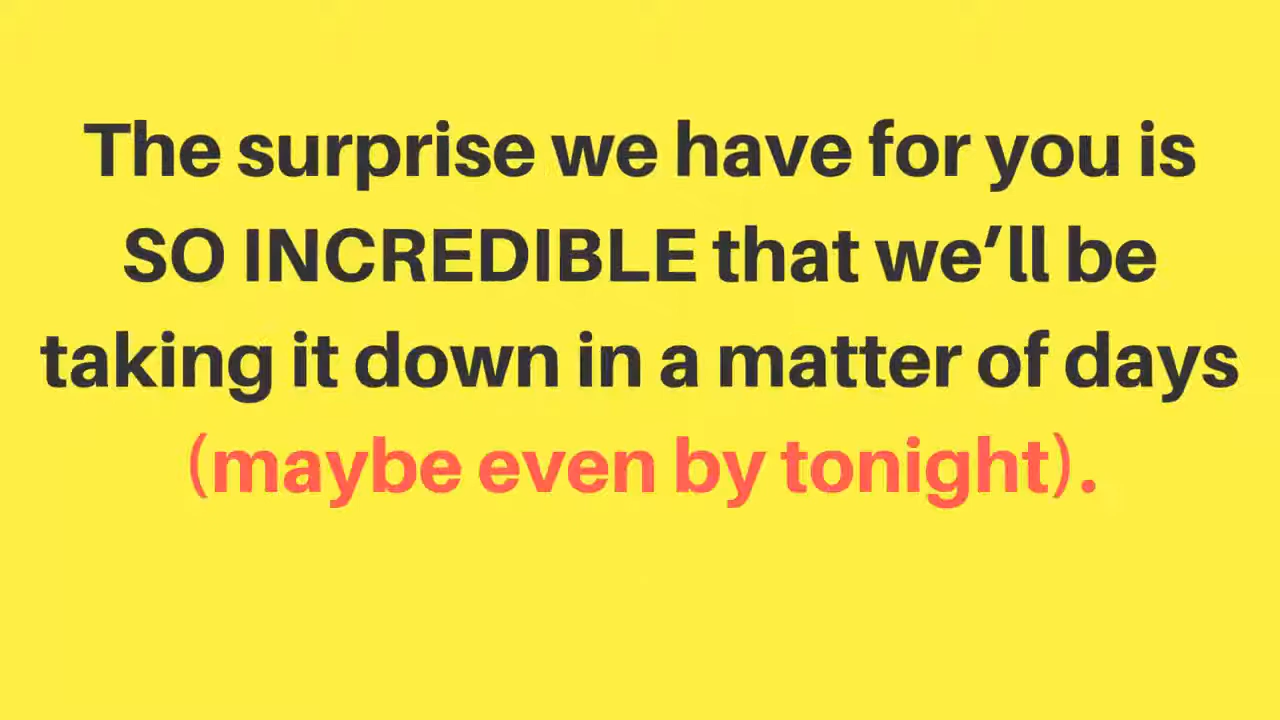 The surprise we have for you is
SO INCREDIBLE that we’ll be
taking it down in a matter of days
(maybe even by tonight).